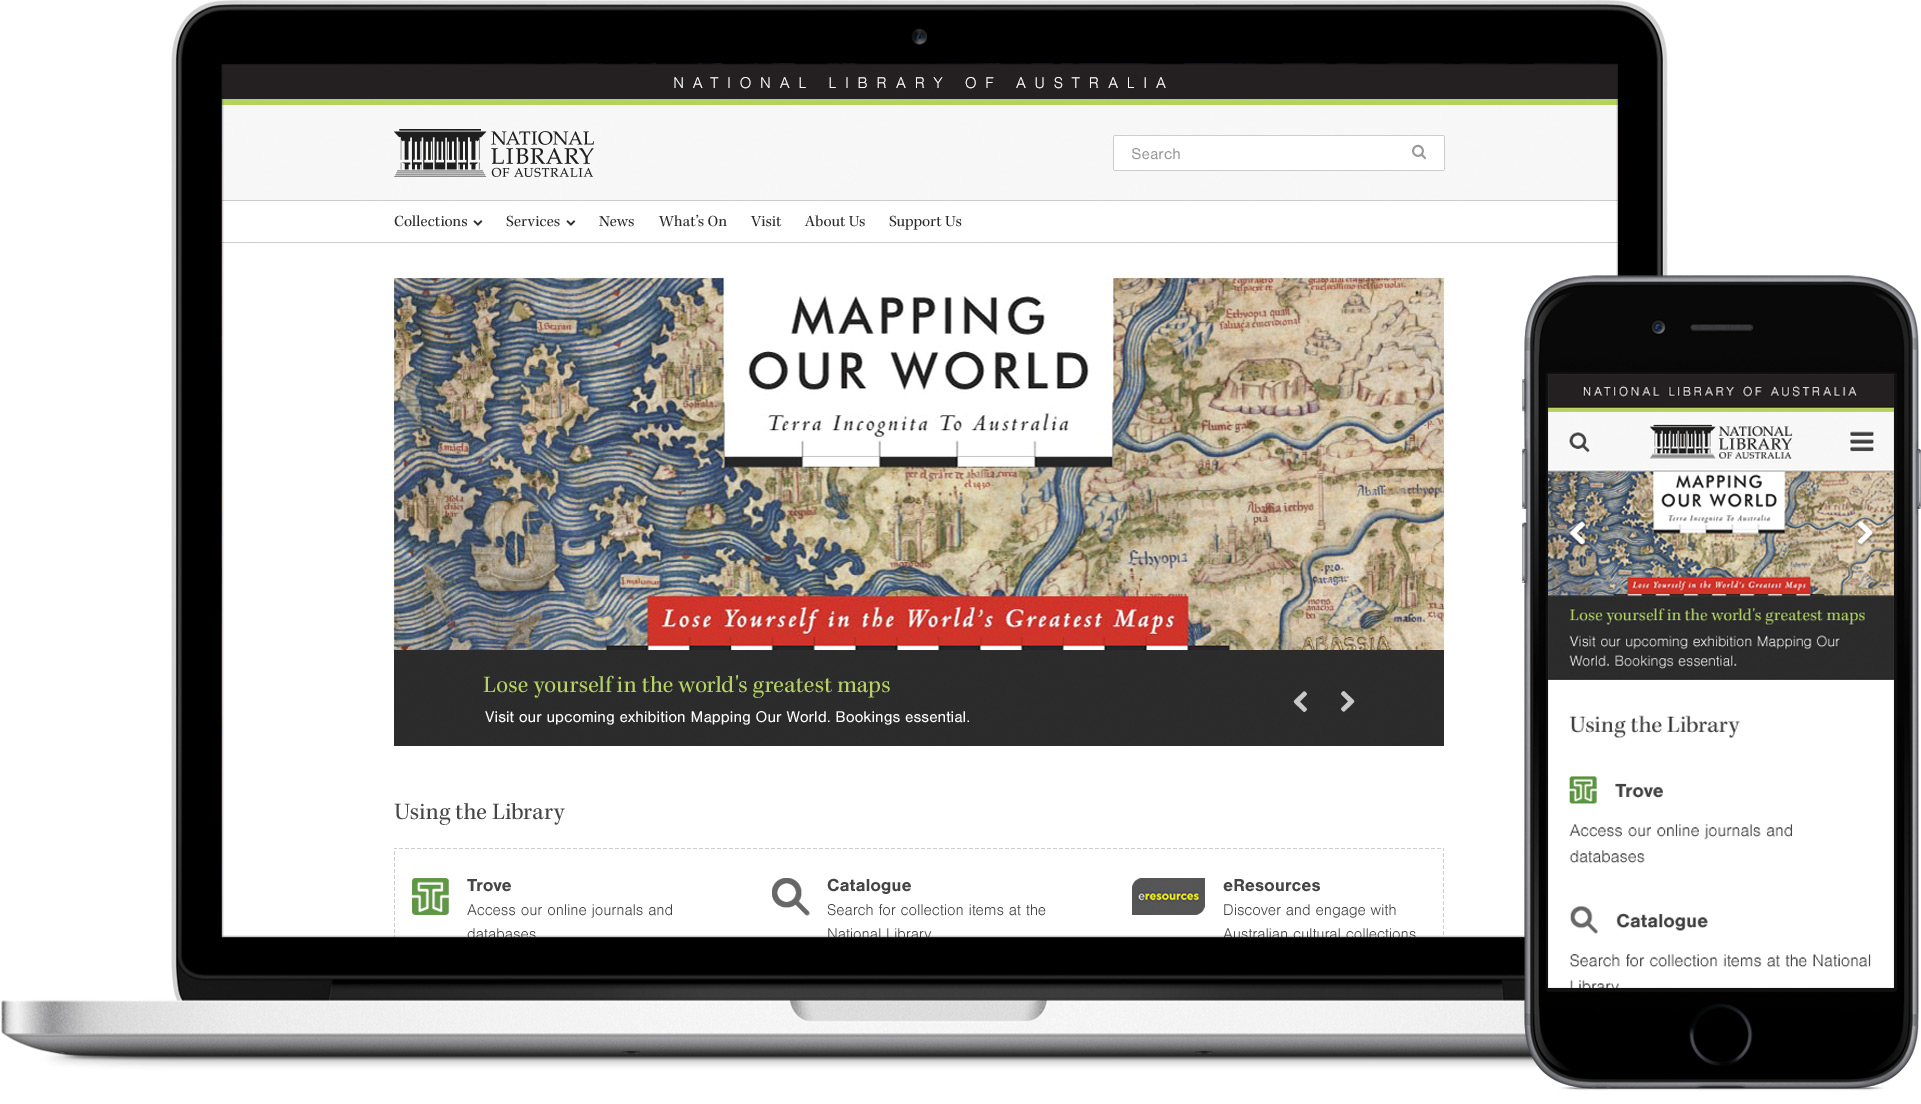 NATIONAL LIBRARY OF AUSTRALIA
NATIONAL
LIBRARY
OF AUSTRALIA
Search
Collections Services News What's On Visit About Us Support Us
MAPPING
OUR WORLD
Terra Incognita To Australia
Ethyopia
Lose Yourself in the World's Greatest Maps
ABASSIA
Lose yourself in the world's greatest maps
Visit our upcoming exhibition Mapping Our World. Bookings essential.
Using the Library
Trove
Access our online journals and
databases
Catalogue
Search for collection items at the
National Library
eresources
eResources
Discover and engage with
Australian cultural collections
NATIONAL LIBRARY OF AUSTRALIA
NATIONAL
LIBRARY
OF AUSTRALIA
MAPPING
OUR WORLD
Terra Incognita To Australia
Lose Yourself in the World's Greatest Maps
Lose yourself in the world's greatest maps
Visit our upcoming exhibition Mapping Our
World. Bookings essential.
Using the Library
Trove
Access our online journals and
databases
Catalogue
Search for collection items at the National
Library